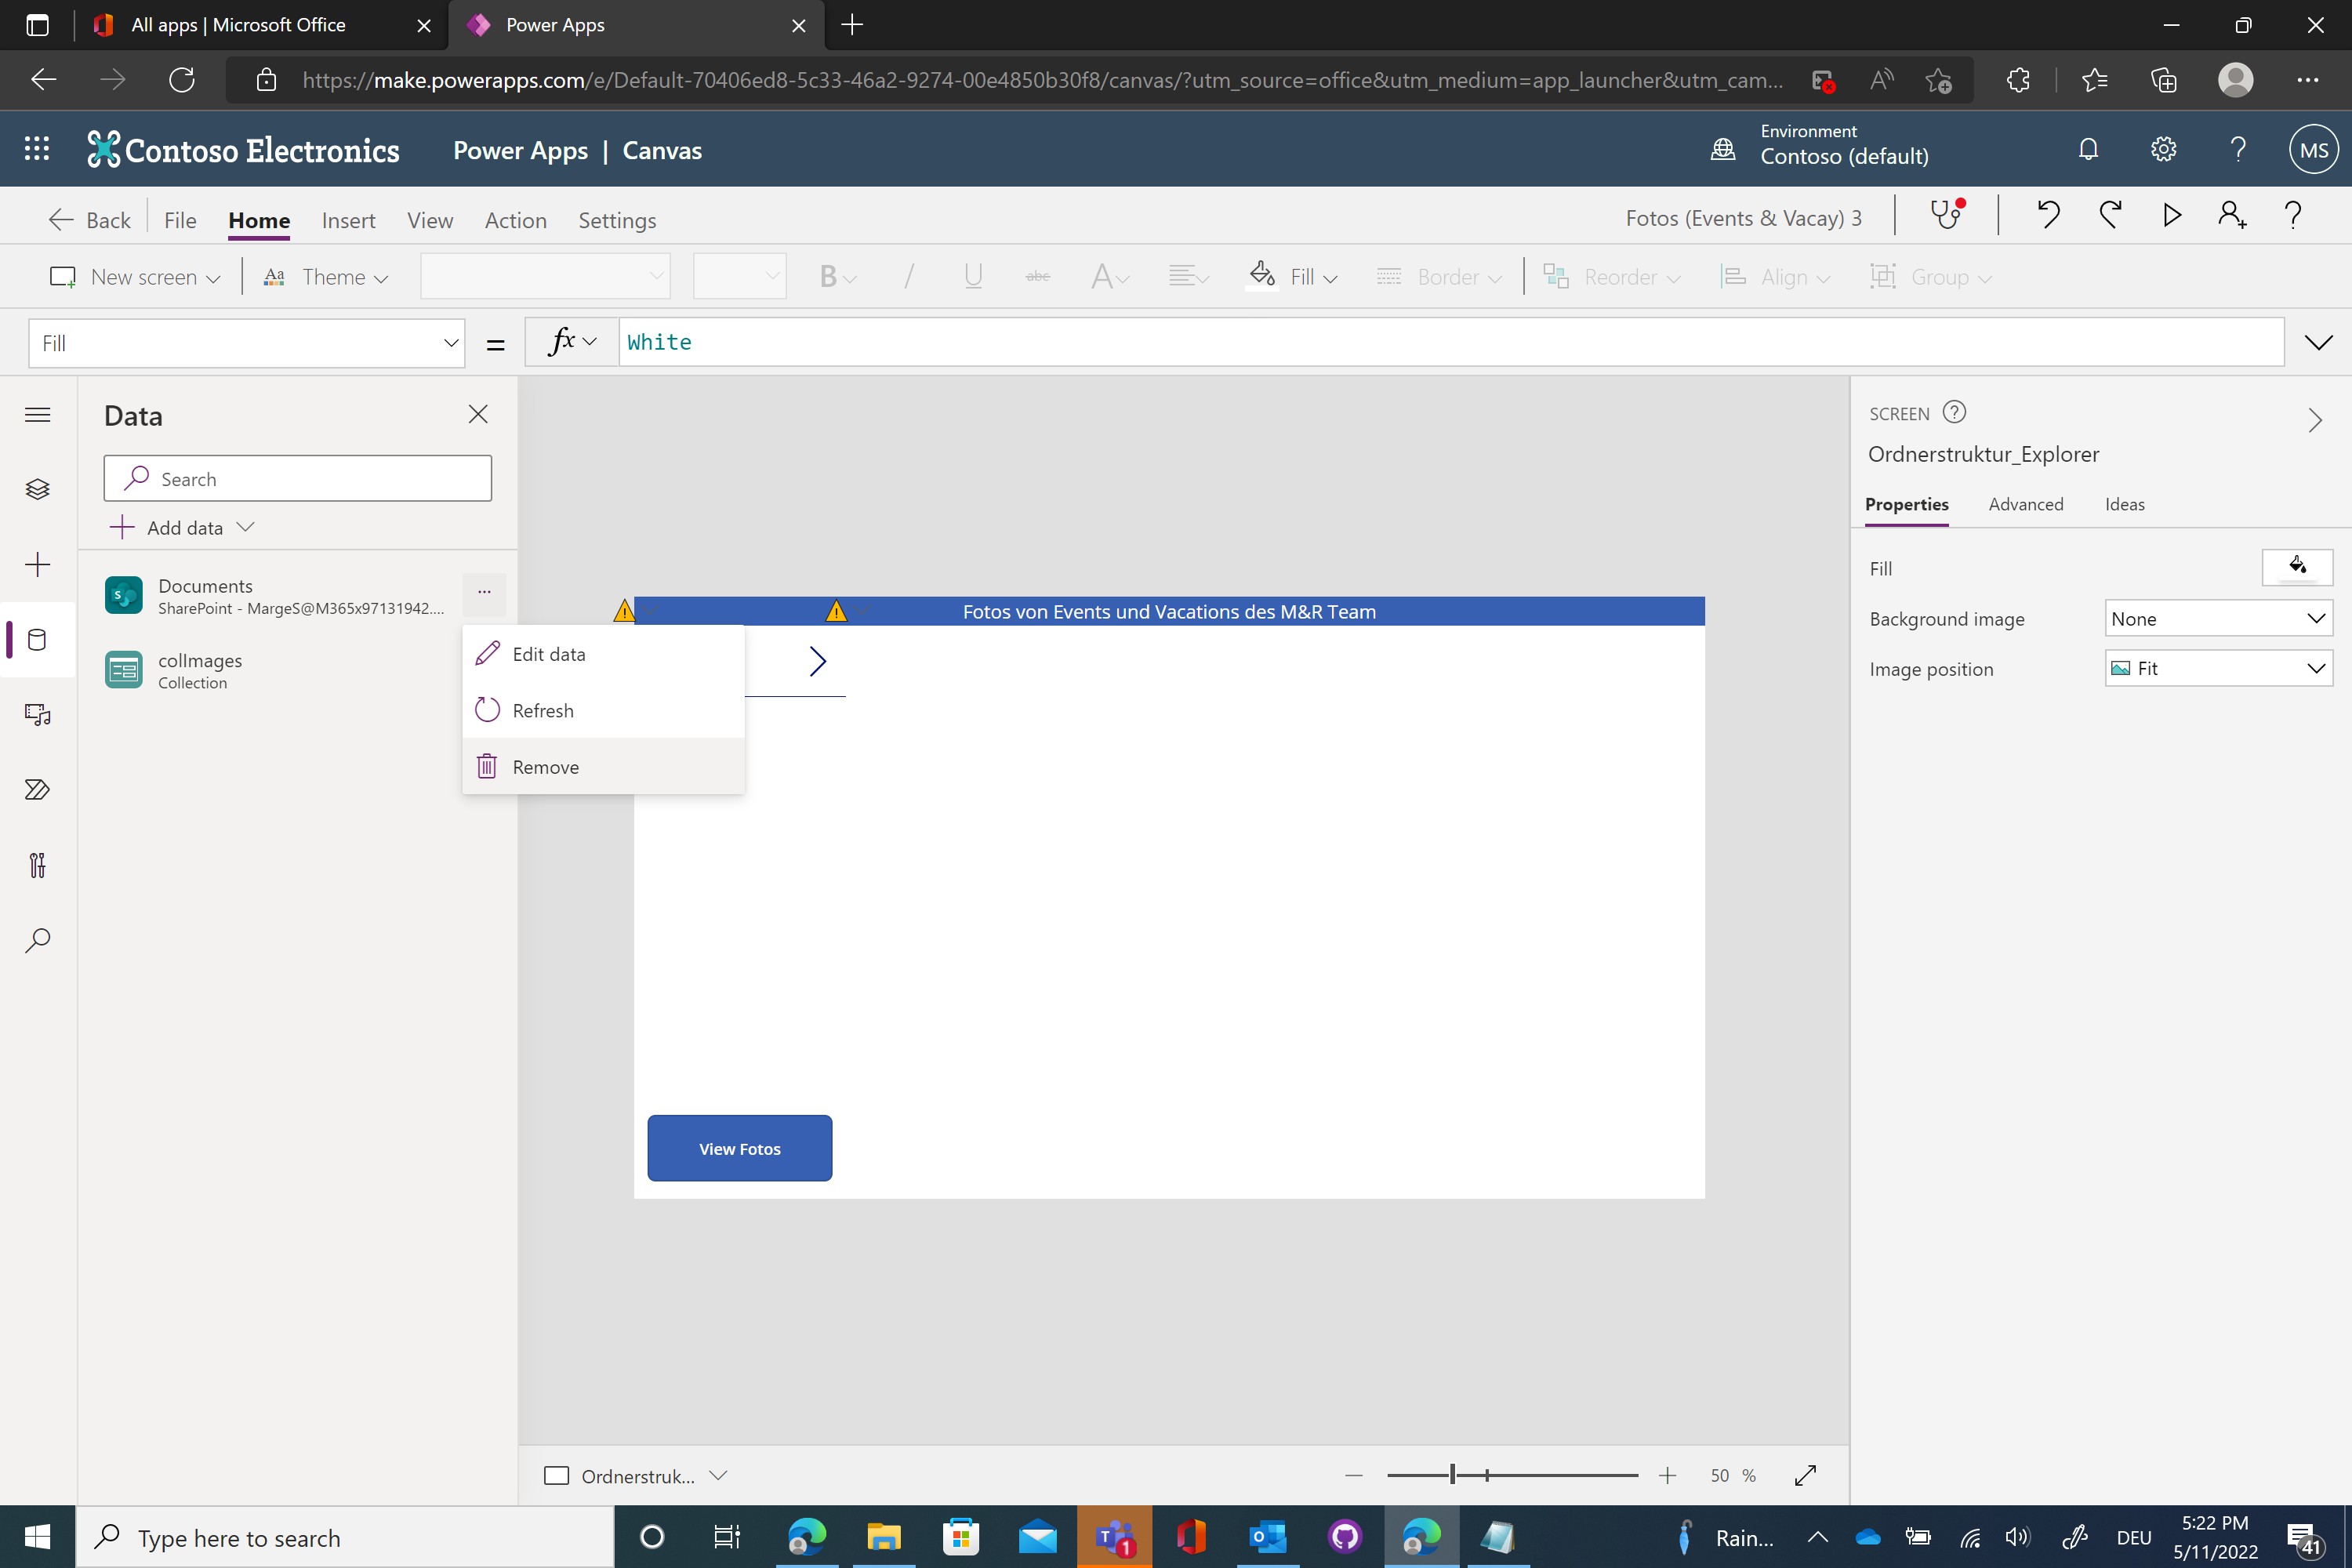 All apps | Microsoft Office
Power Apps
https://make.powerapps.com/e/Default-70406ed8-5c33-46a2-9274-00e4850b30f8/canvas/?utm_source=office&utm_medium=app_launcher&utm_cam...
Contoso Electronics
Power Apps | Canvas
Environment
Contoso (default)
MS
Back
File
Home
Insert
View
Action
Settings
Fotos (Events & Vacay) 3
New screen
Theme
Fill
Border
Reorder
Align
Group
Fill
=
fx
White
Data
Search
Add data
Documents
SharePoint - MargeS@M365x97131942....
colImages
Collection
Edit data
Refresh
Remove
Fotos von Events und Vacations des M&R Team
View Fotos
SCREEN
Ordnerstruktur_Explorer
Properties
Advanced
Ideas
Fill
Background image
None
Image position
Fit
Ordnerstruk...
50 %
Type here to search
1
Rain...
DEU
5:22 PM
5/11/2022
41